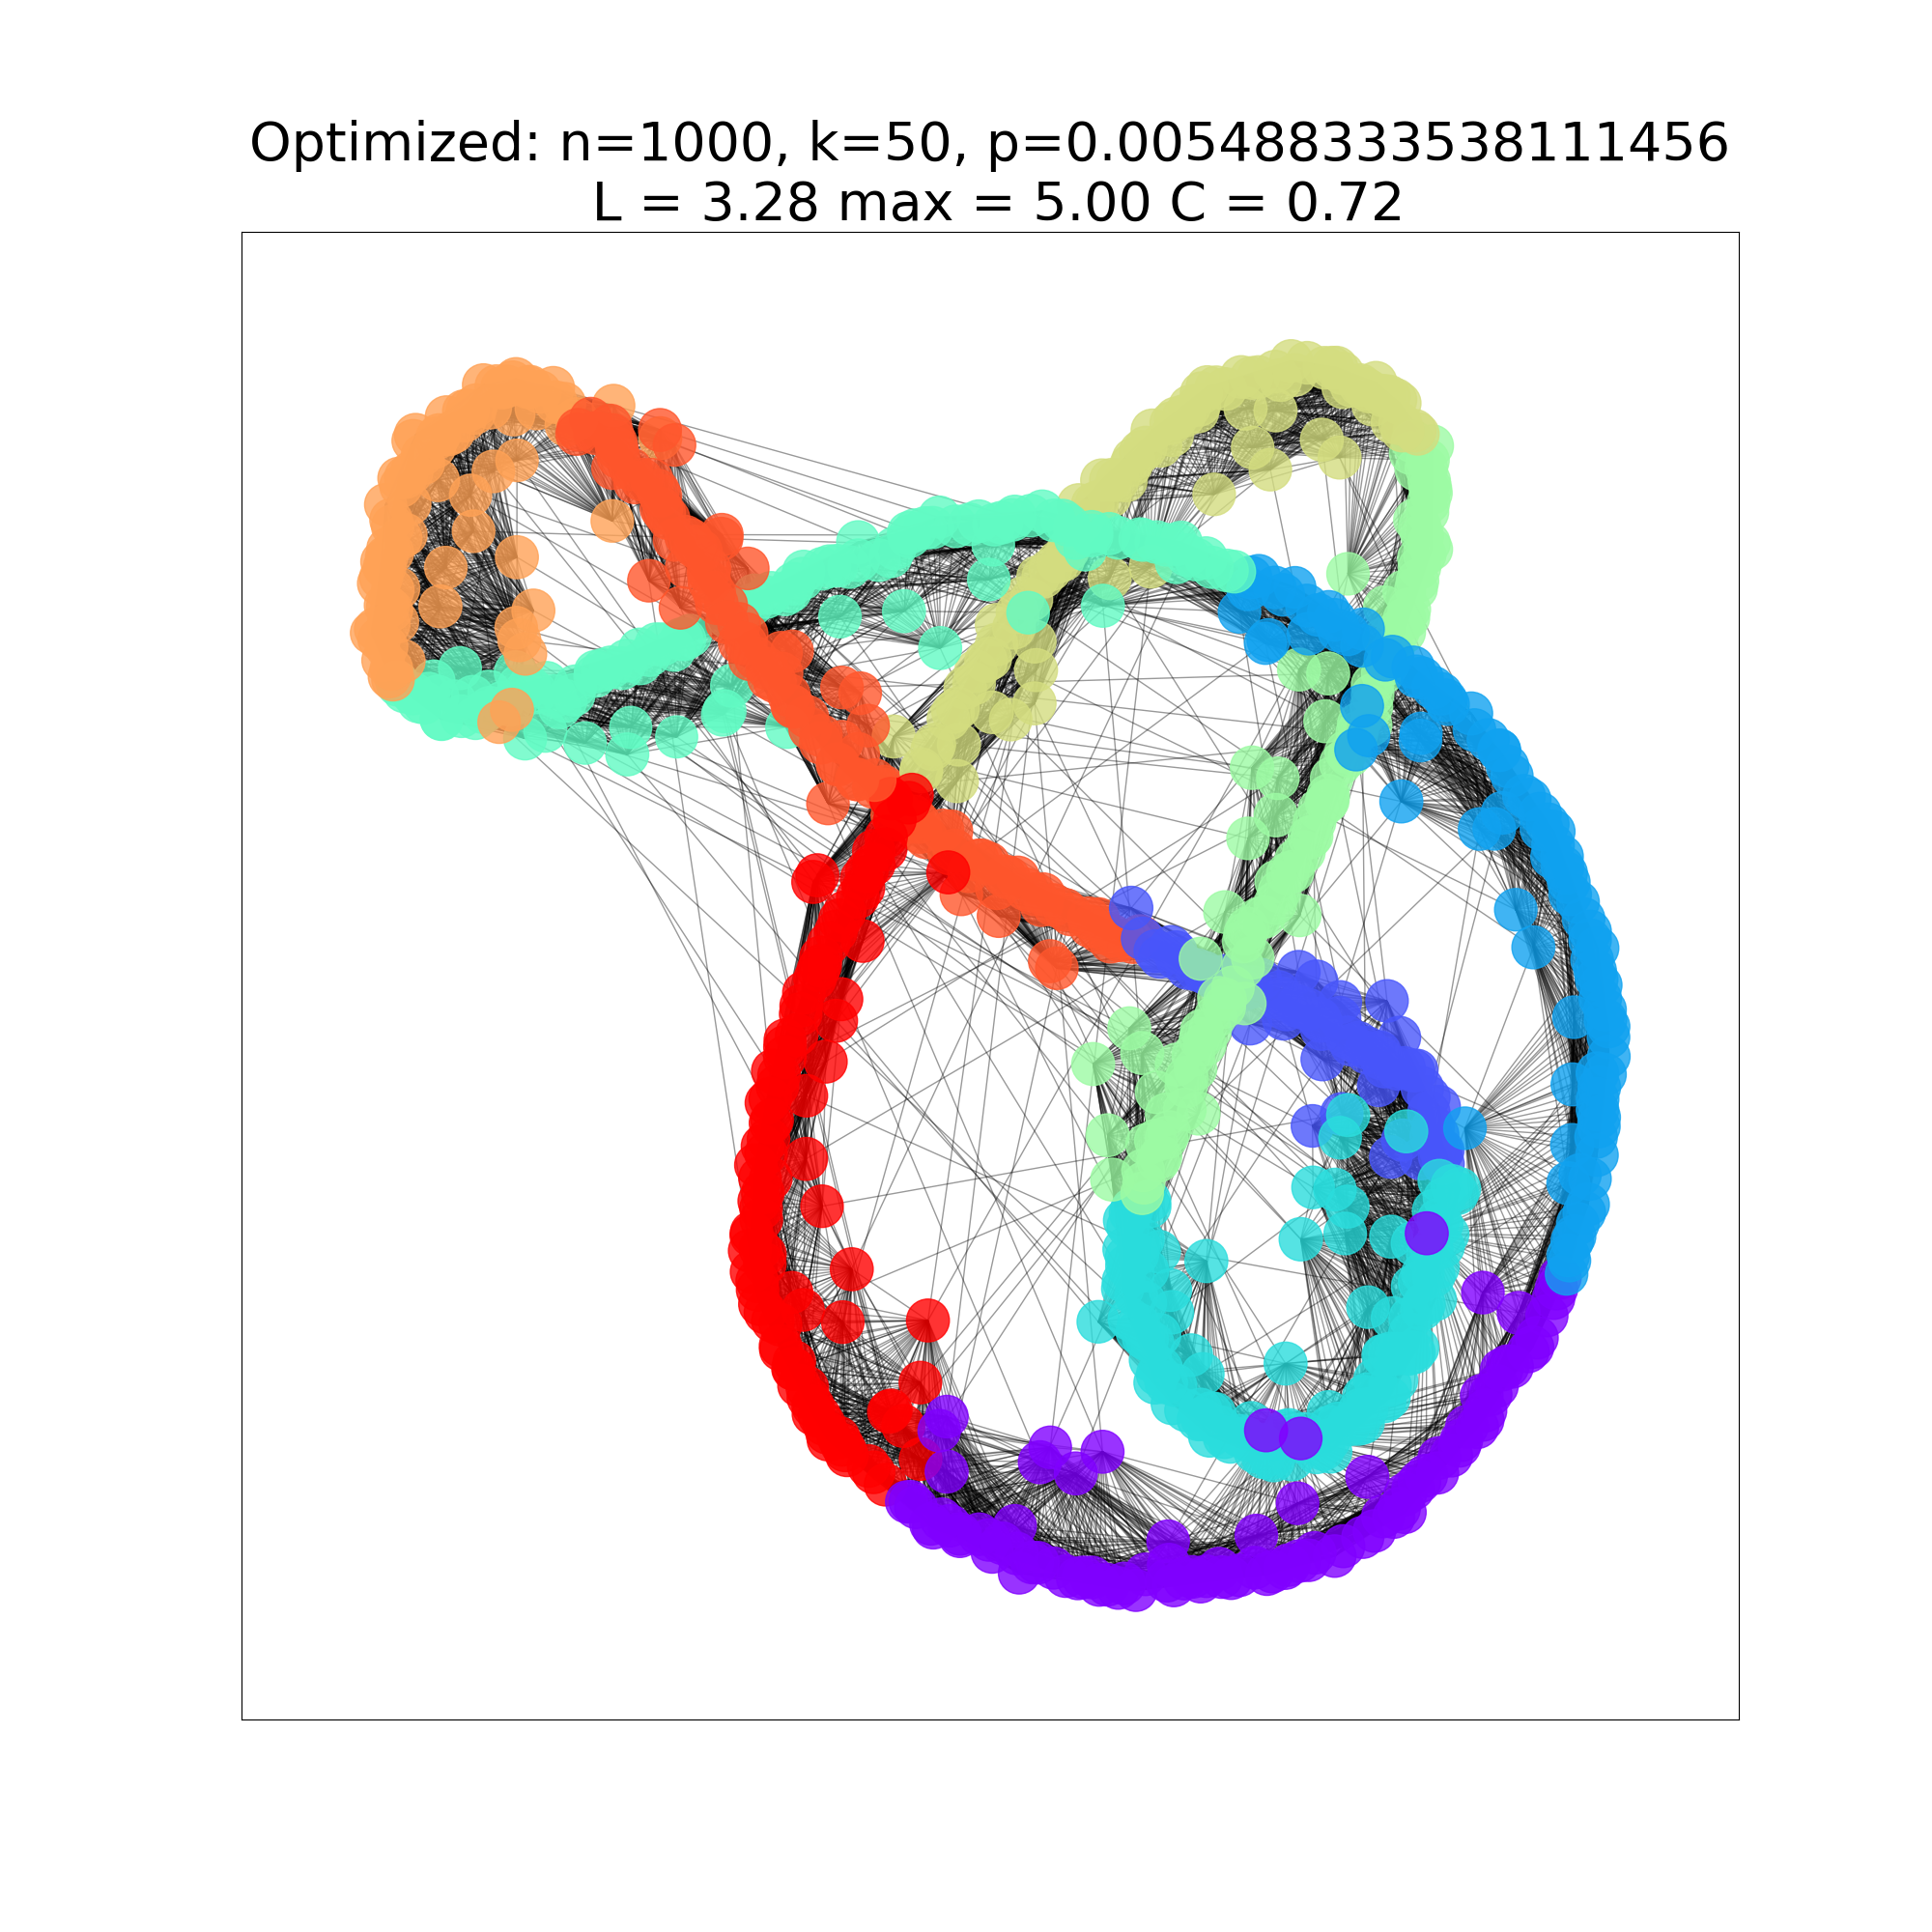 Optimized: n=1000, k=50, p=0.005488333538111456
L = 3.28 max = 5.00 C = 0.72